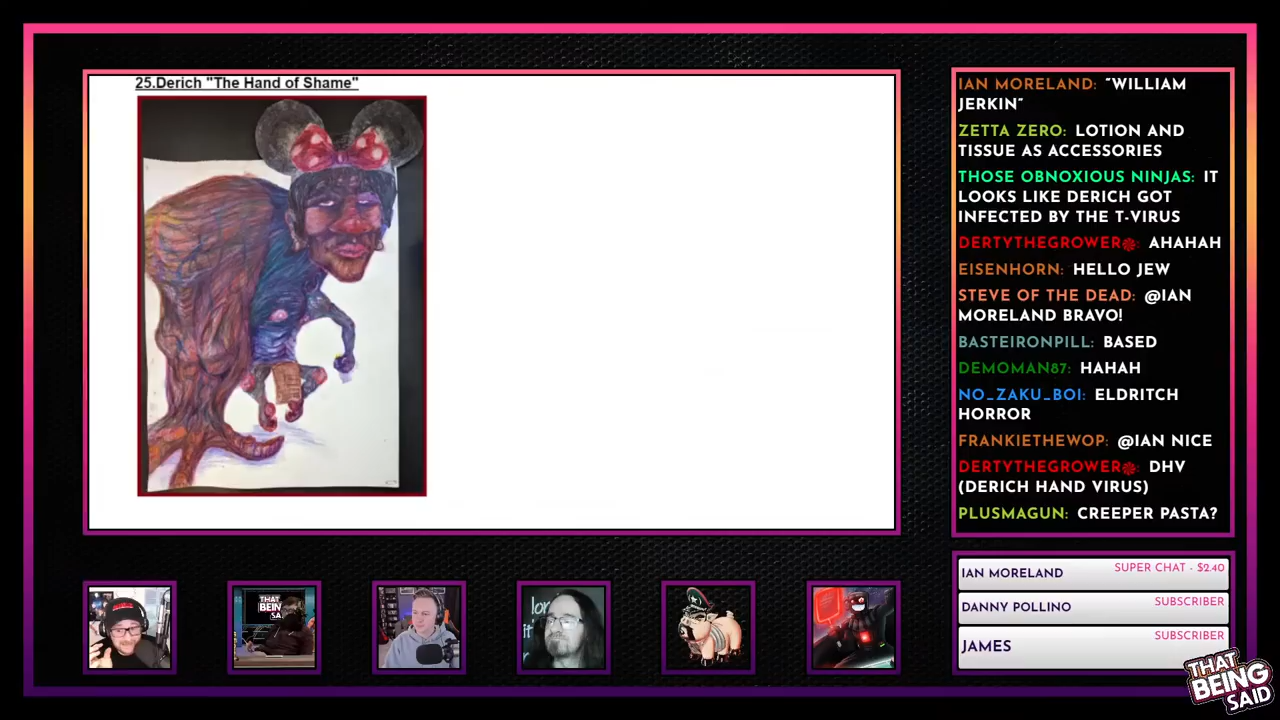 25.Derich "The Hand of Shame"
IAN MORELAND: "WILLIAM
JERKIN"
ZETTA ZERO: LOTION AND
TISSUE AS ACCESSORIES
THOSE OBNOXIOUS NINJAS: IT
LOOKS LIKE DERICH GOT
INFECTED BY THE T-VIRUS
DERTYTHEGROWER: AHAHAH
EISENHORN: HELLO JEW
STEVE OF THE DEAD: @IAN
MORELAND BRAVO!
BASTEIRONPILL: BASED
DEMOMAN87: HAHAH
NO_ZAKU_BOI: ELDRITCH
HORROR
FRANKIETHEWOP: @IAN NICE
DERTYTHEGROWER: DHV
(DERICH HAND VIRUS)
PLUSMAGUN: CREEPER PASTA?
IAN MORELAND SUPER CHAT - $2.40
DANNY POLLINO SUBSCRIBER
JAMES SUBSCRIBER
THAT
BEING
SAID